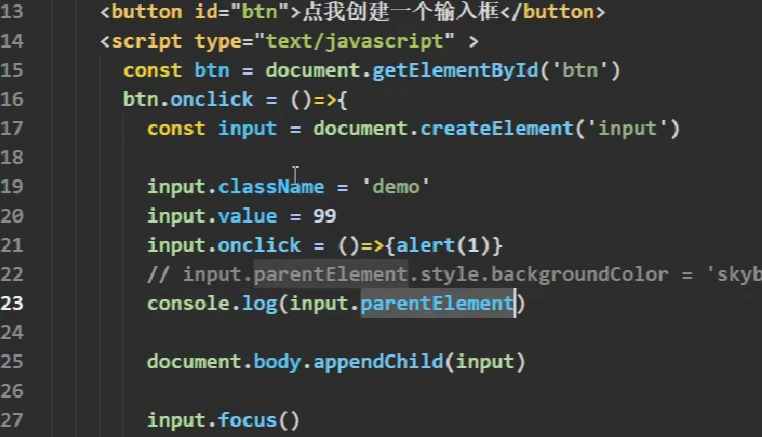 13 <button id="btn">点我创建一个输入框</button>
14 <script type="text/javascript" >
15 const btn = document.getElementById('btn')
16 btn.onclick = ()=>{
17 const input = document.createElement('input')
18
19 input.className = 'demo'
20 input.value = 99
21 input.onclick = ()=>{alert(1)}
22 // input.parentElement.style.backgroundColor = 'skyb
23 console.log(input.parentElement)
24
25 document.body.appendChild(input)
26
27 input.focus()